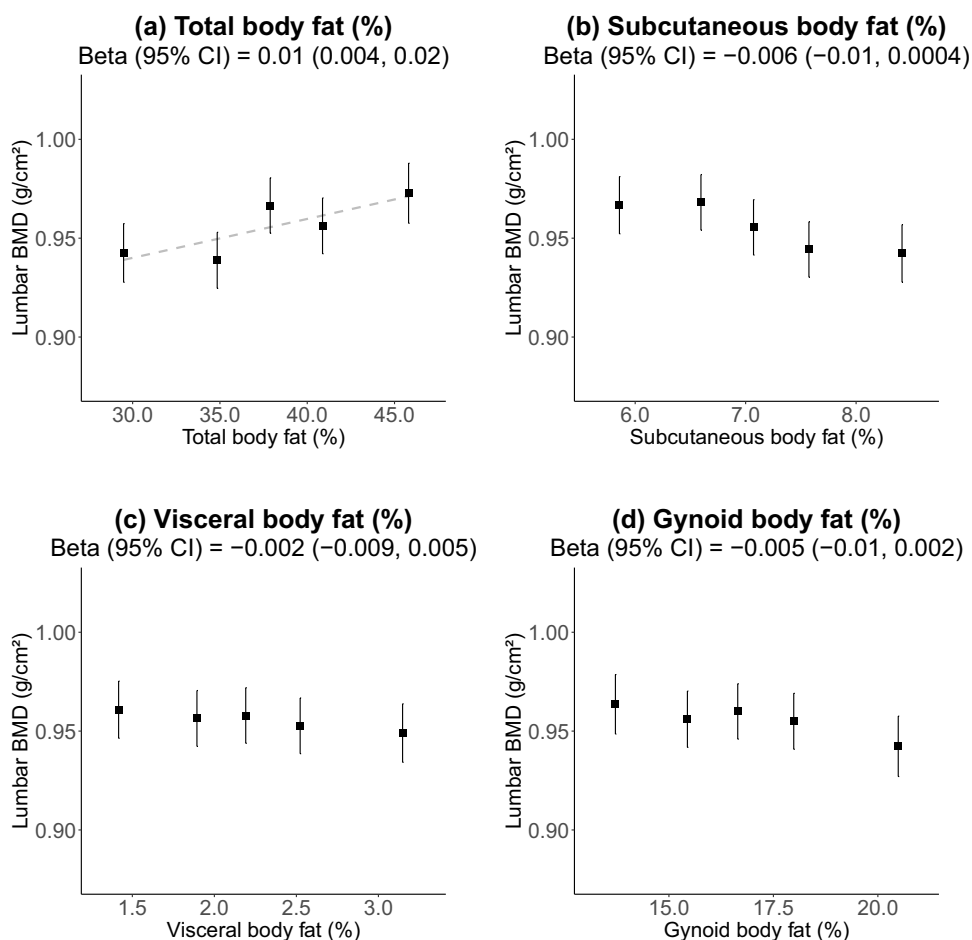 (a) Total body fat (%)
Beta (95% CI) = 0.01 (0.004, 0.02)
Lumbar BMD (g/cm²)
1.00
0.95
0.90
30.0 35.0 40.0 45.0
Total body fat (%)
(b) Subcutaneous body fat (%)
Beta (95% CI) = −0.006 (−0.01, 0.0004)
Lumbar BMD (g/cm²)
1.00
0.95
0.90
6.0 7.0 8.0
Subcutaneous body fat (%)
(c) Visceral body fat (%)
Beta (95% CI) = −0.002 (−0.009, 0.005)
Lumbar BMD (g/cm²)
1.00
0.95
0.90
1.5 2.0 2.5 3.0
Visceral body fat (%)
(d) Gynoid body fat (%)
Beta (95% CI) = −0.005 (−0.01, 0.002)
Lumbar BMD (g/cm²)
1.00
0.95
0.90
15.0 17.5 20.0
Gynoid body fat (%)